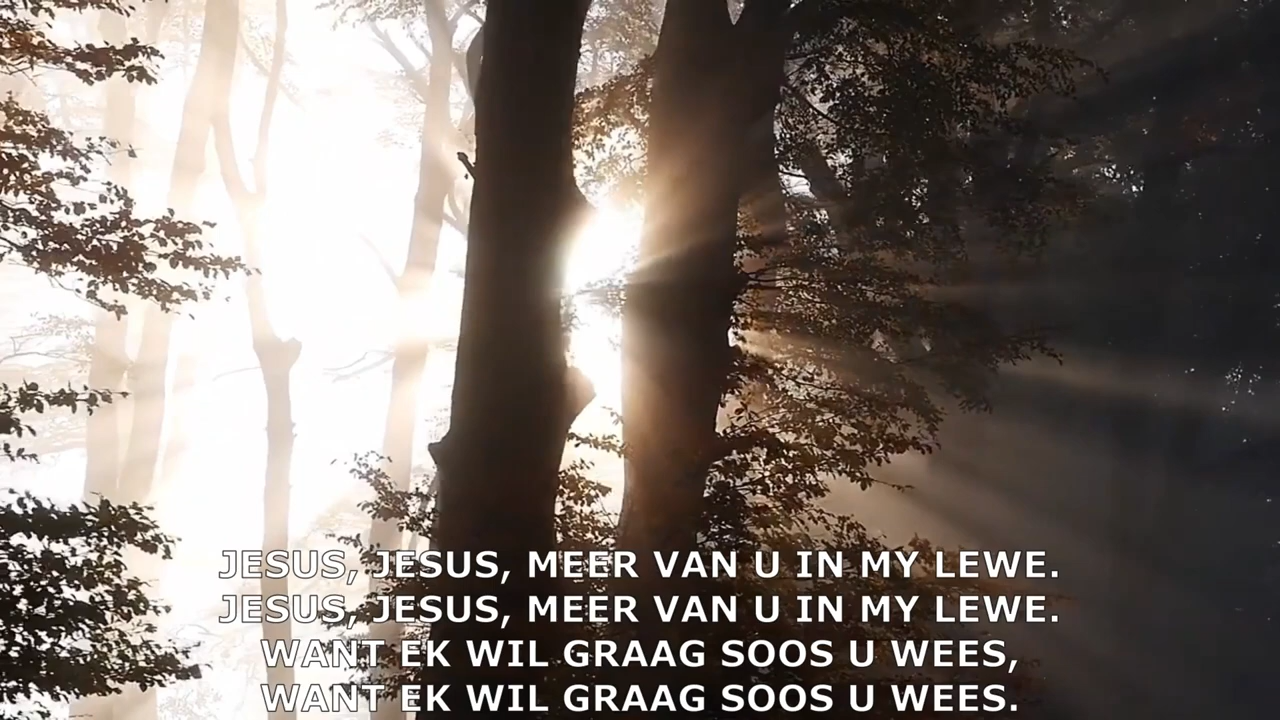 JESUS, JESUS, MEER VAN U IN MY LEWE.
JESUS, JESUS, MEER VAN U IN MY LEWE.
WANT EK WIL GRAAG SOOS U WEES,
WANT EK WIL GRAAG SOOS U WEES.